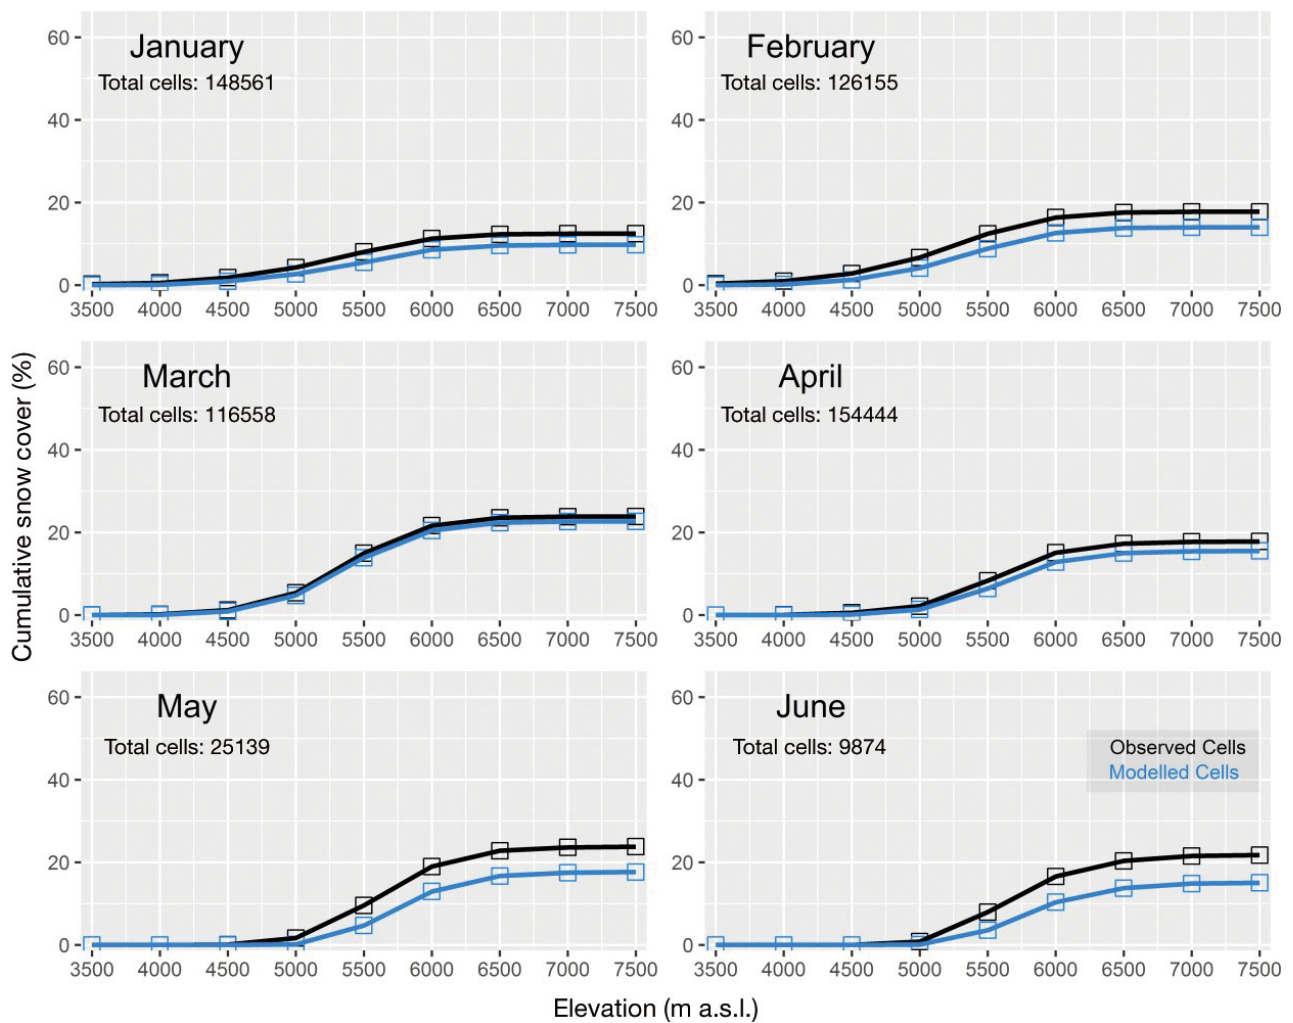 January
Total cells: 148561
60
40
20
0
3500 4000 4500 5000 5500 6000 6500 7000 7500
February
Total cells: 126155
60
40
20
0
3500 4000 4500 5000 5500 6000 6500 7000 7500
Cumulative snow cover (%)
March
Total cells: 116558
60
40
20
0
3500 4000 4500 5000 5500 6000 6500 7000 7500
April
Total cells: 154444
60
40
20
0
3500 4000 4500 5000 5500 6000 6500 7000 7500
May
Total cells: 25139
60
40
20
0
3500 4000 4500 5000 5500 6000 6500 7000 7500
June
Total cells: 9874
Observed Cells
Modelled Cells
60
40
20
0
3500 4000 4500 5000 5500 6000 6500 7000 7500
Elevation (m a.s.l.)